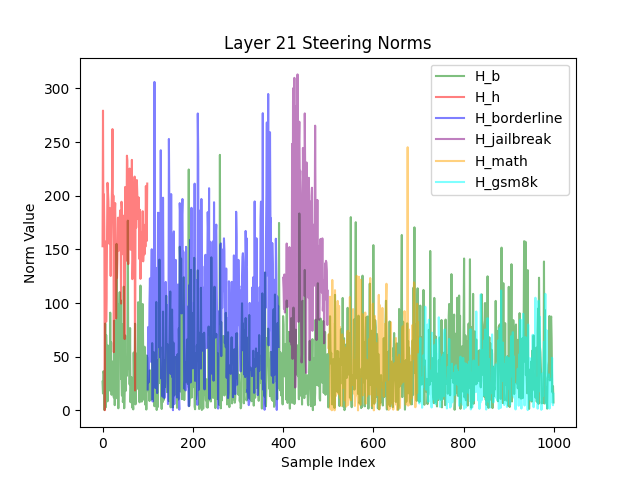 Layer 21 Steering Norms
H_b
H_h
H_borderline
H_jailbreak
H_math
H_gsm8k
Norm Value
300
250
200
150
100
50
0
0 200 400 600 800 1000
Sample Index